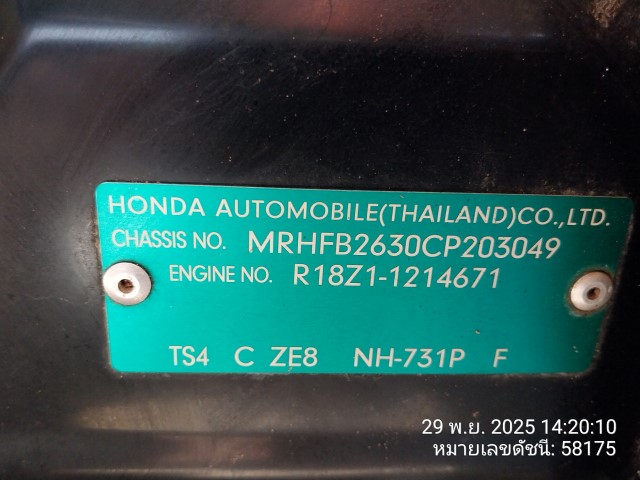 HONDA AUTOMOBILE(THAILAND)CO.,LTD.
CHASSIS NO. MRHFB2630CP203049
ENGINE NO. R18Z1-1214671
TS4 C ZE8 NH-731P F
29 พ.ย. 2025 14:20:10
หมายเลขดัชนี: 58175